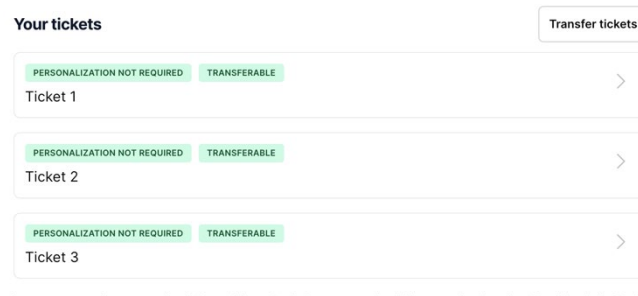 Your tickets
Transfer tickets
PERSONALIZATION NOT REQUIRED TRANSFERABLE
Ticket 1
PERSONALIZATION NOT REQUIRED TRANSFERABLE
Ticket 2
PERSONALIZATION NOT REQUIRED TRANSFERABLE
Ticket 3